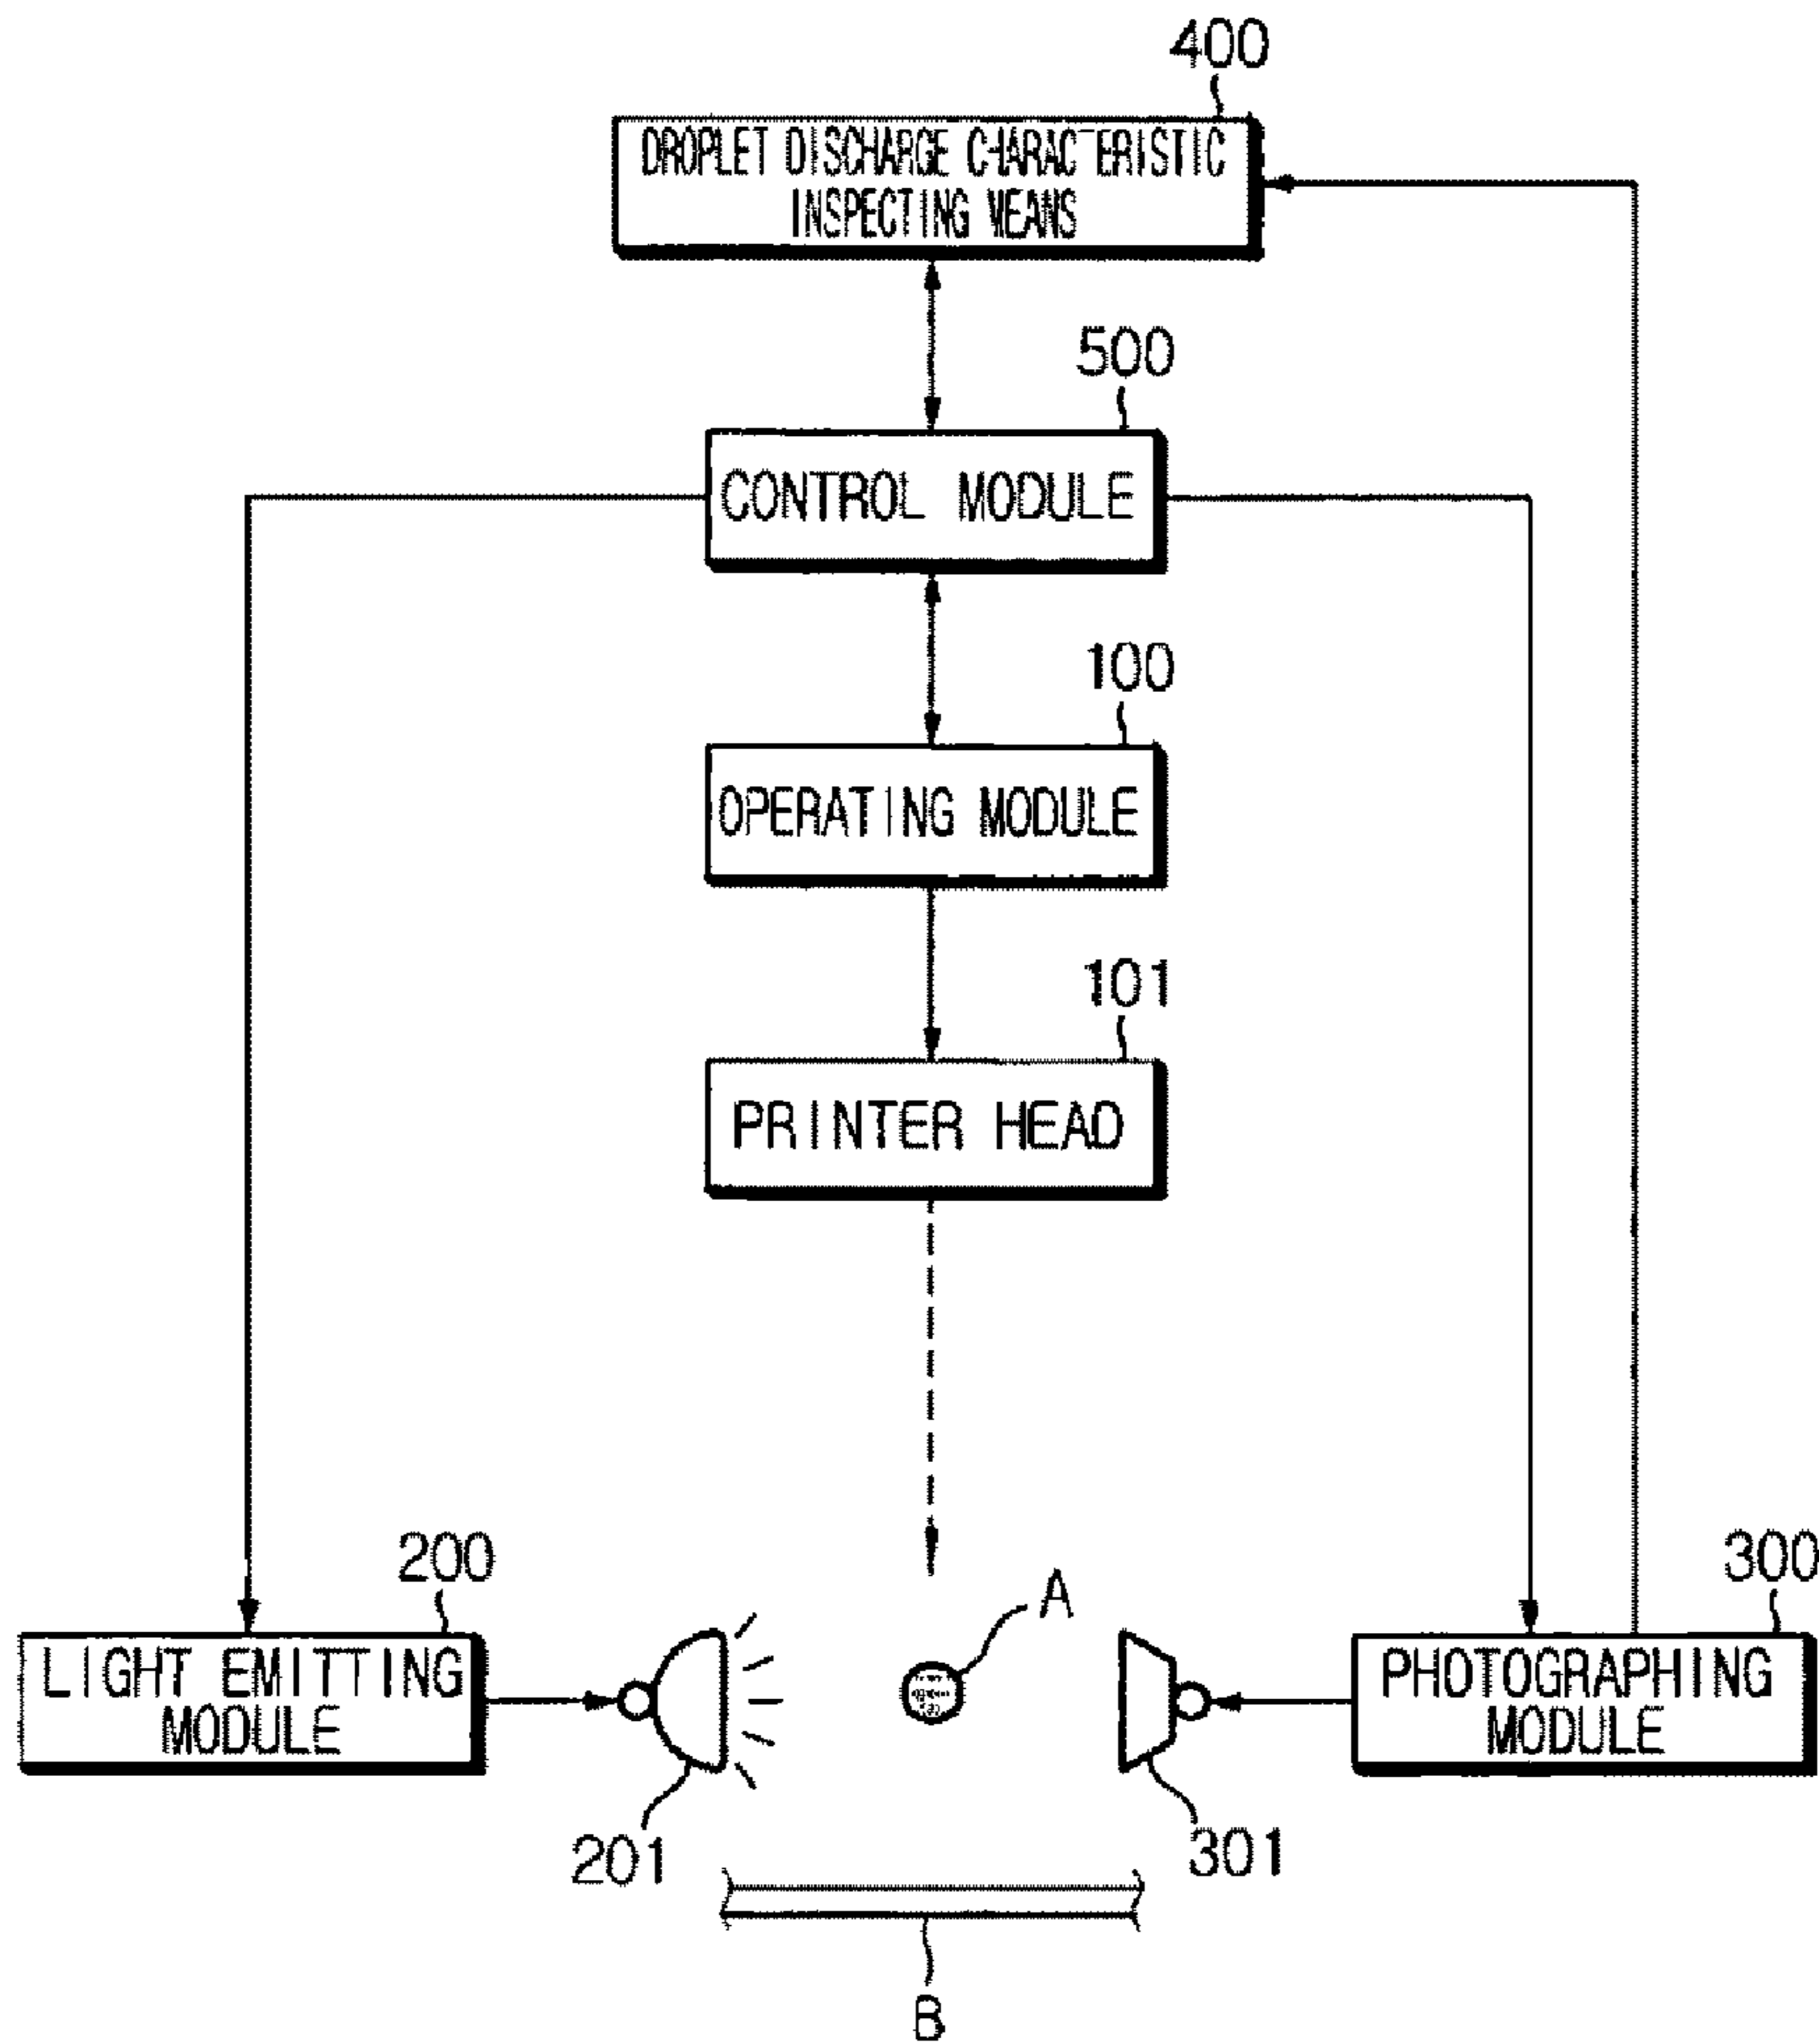 400
DROPLET DISCHARGE CHARACTERISTIC
INSPECTING MEANS
500
CONTROL MODULE
100
OPERATING MODULE
101
PRINTER HEAD
200
LIGHT EMITTING
MODULE
A
300
PHOTOGRAPHING
MODULE
201
301
B